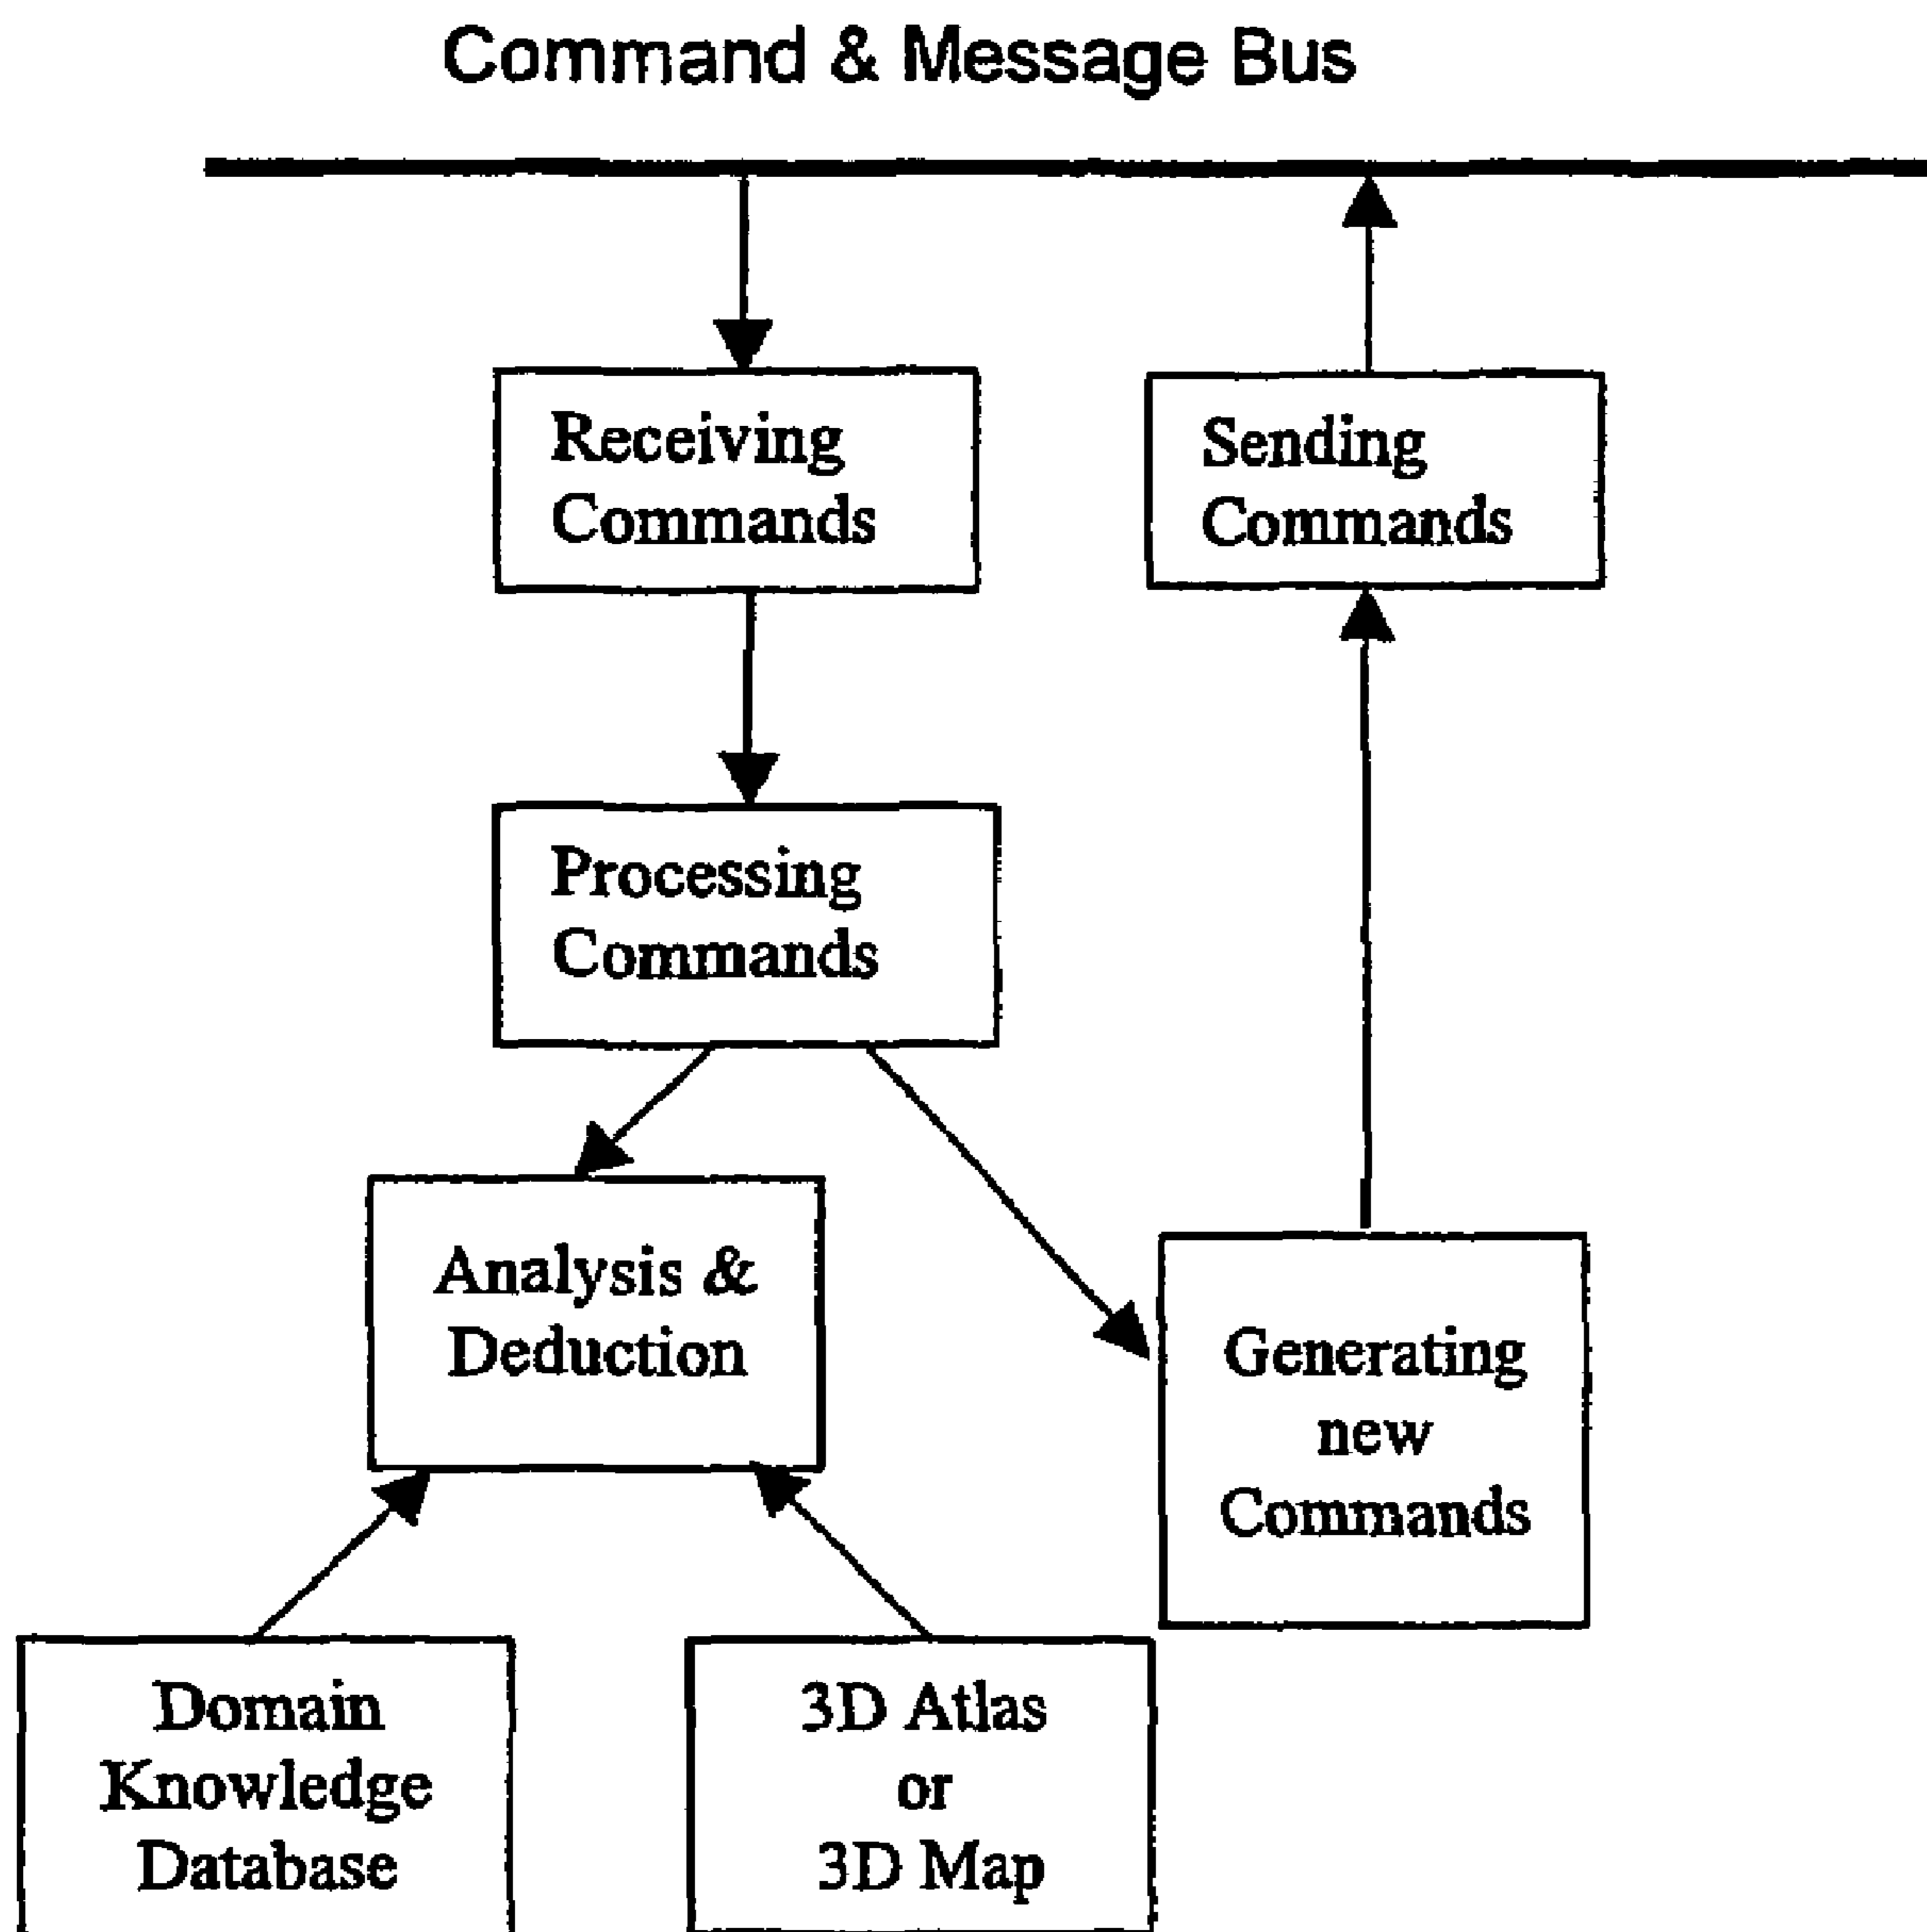 Command & Message Bus
Receiving
Commands
Sending
Commands
Processing
Commands
Analysis &
Deduction
Generating
new
Commands
Domain
Knowledge
Database
3D Atlas
or
3D Map